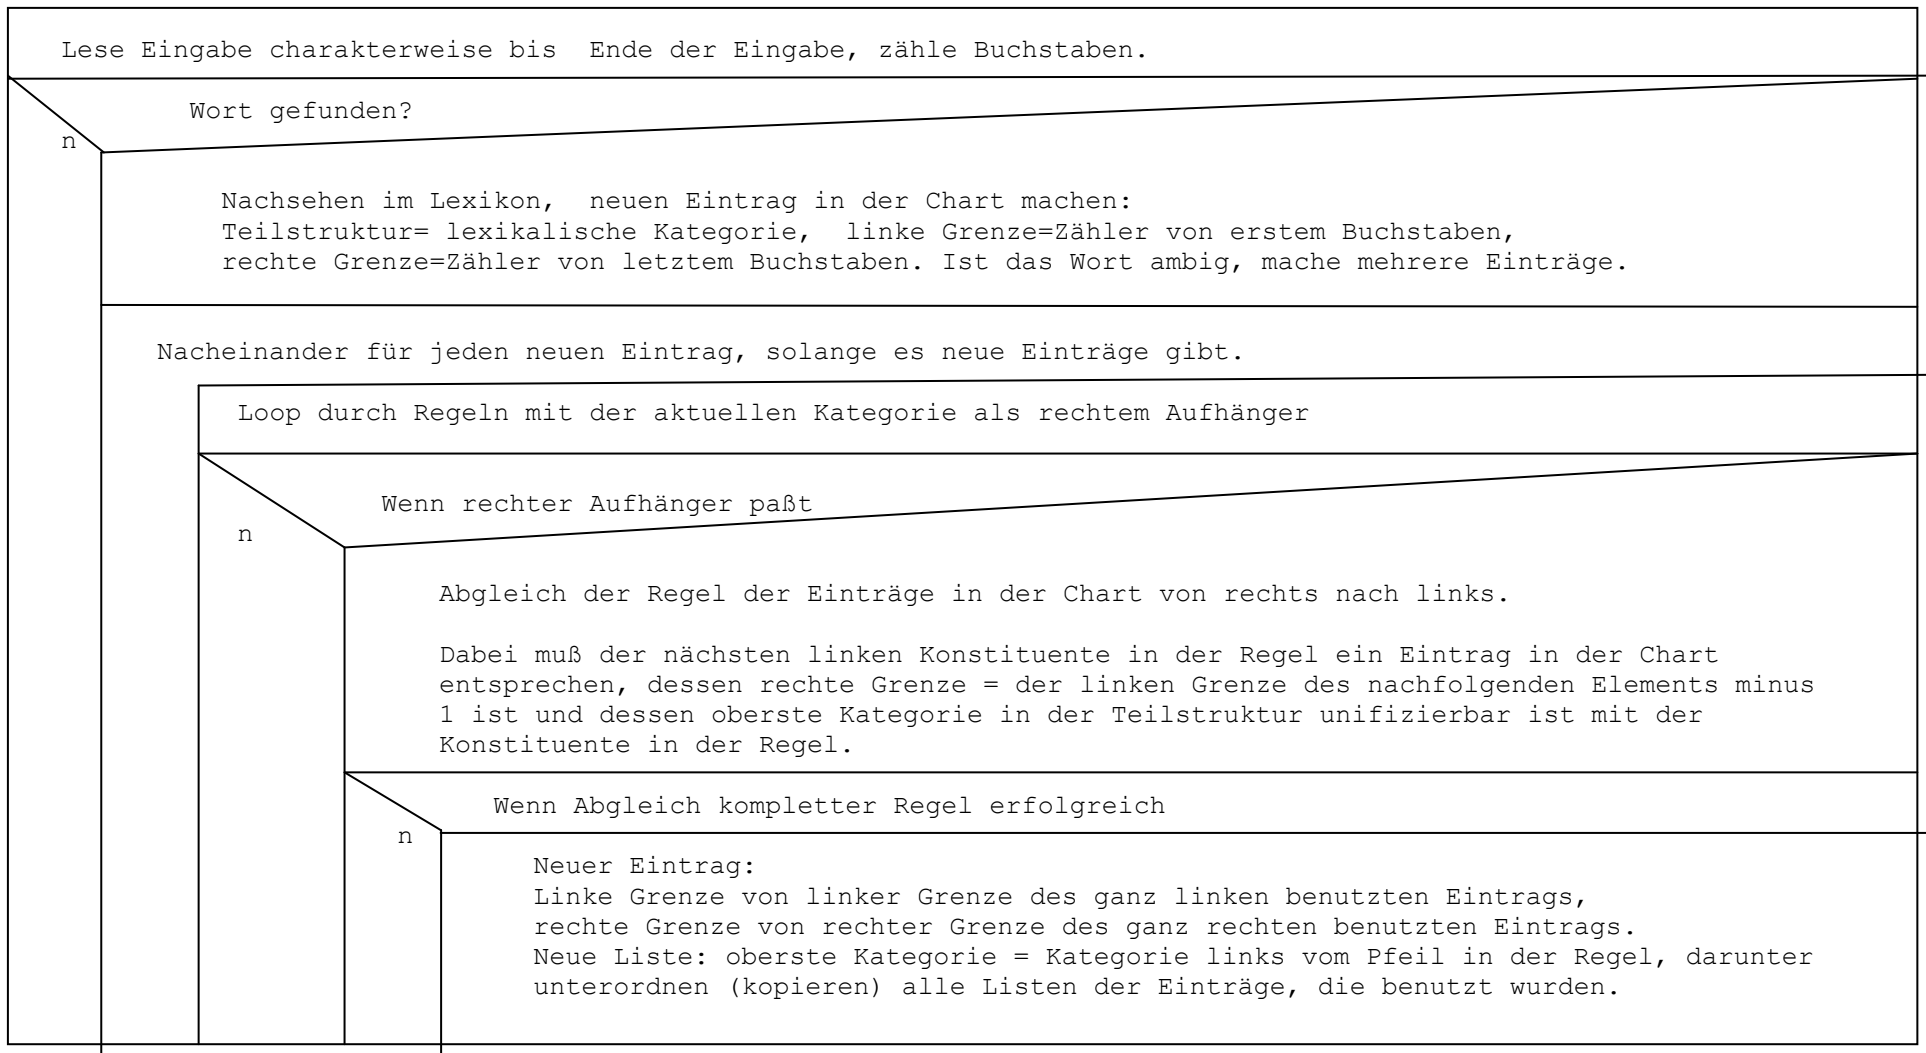 Lese Eingabe charakterweise bis  Ende der Eingabe, zähle Buchstaben.
Wort gefunden?
n
Nachsehen im Lexikon,  neuen Eintrag in der Chart machen:
Teilstruktur= lexikalische Kategorie,  linke Grenze=Zähler von erstem Buchstaben,
rechte Grenze=Zähler von letztem Buchstaben. Ist das Wort ambig, mache mehrere Einträge.
Nacheinander für jeden neuen Eintrag, solange es neue Einträge gibt.
Loop durch Regeln mit der aktuellen Kategorie als rechtem Aufhänger
Wenn rechter Aufhänger paßt
n
Abgleich der Regel der Einträge in der Chart von rechts nach links.
Dabei muß der nächsten linken Konstituente in der Regel ein Eintrag in der Chart
entsprechen, dessen rechte Grenze = der linken Grenze des nachfolgenden Elements minus
1 ist und dessen oberste Kategorie in der Teilstruktur unifizierbar ist mit der
Konstituente in der Regel.
Wenn Abgleich kompletter Regel erfolgreich
n
Neuer Eintrag:
Linke Grenze von linker Grenze des ganz linken benutzten Eintrags,
rechte Grenze von rechter Grenze des ganz rechten benutzten Eintrags.
Neue Liste: oberste Kategorie = Kategorie links vom Pfeil in der Regel, darunter
unterordnen (kopieren) alle Listen der Einträge, die benutzt wurden.